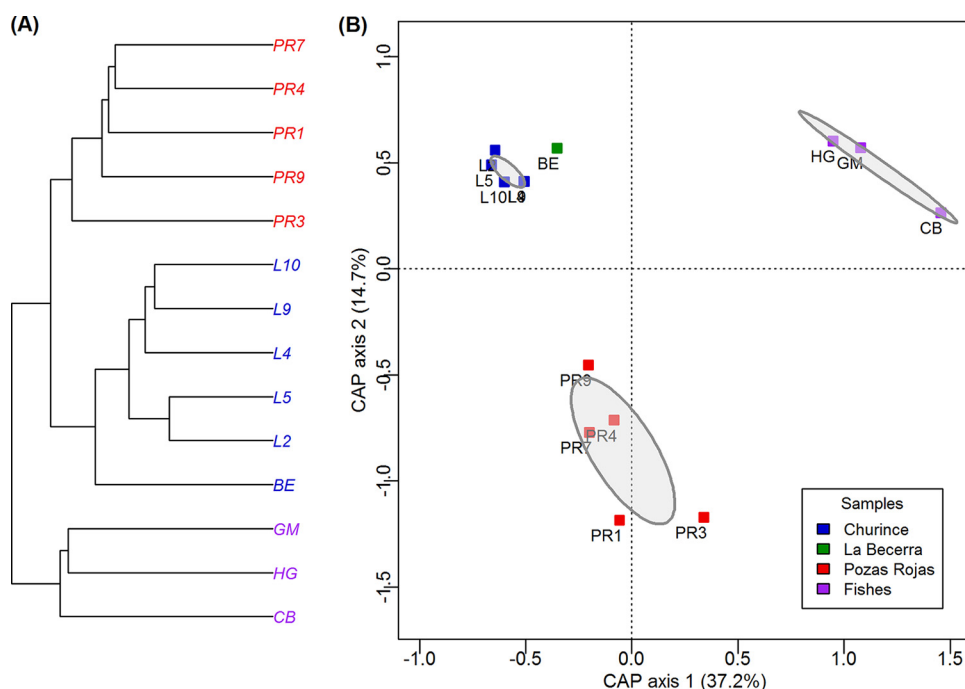 (A)
PR7
PR4
PR1
PR9
PR3
L10
L9
L4
L5
L2
BE
GM
HG
CB
(B)
CAP axis 2 (14.7%)
1.0
0.5
0.0
-0.5
-1.0
-1.5
L5
L10
BE
HG
GM
CB
PR9
PR4
PR7
PR1
PR3
Samples
Churince
La Becerra
Pozas Rojas
Fishes
-1.0 -0.5 0.0 0.5 1.0 1.5
CAP axis 1 (37.2%)